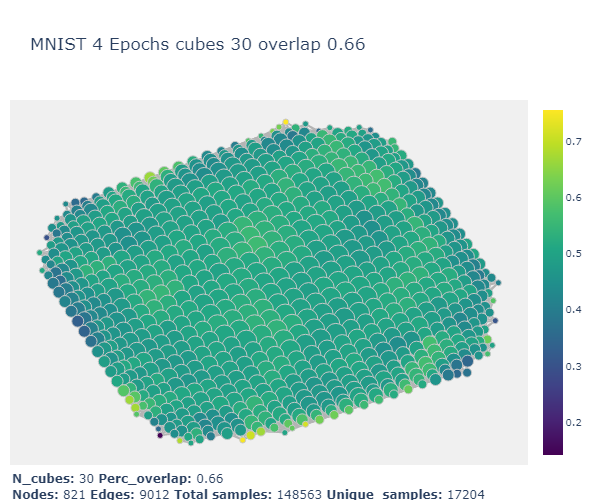 MNIST 4 Epochs cubes 30 overlap 0.66
0.7
0.6
0.5
0.4
0.3
0.2
N_cubes: 30 Perc_overlap: 0.66
Nodes: 821 Edges: 9012 Total samples: 148563 Unique_samples: 17204